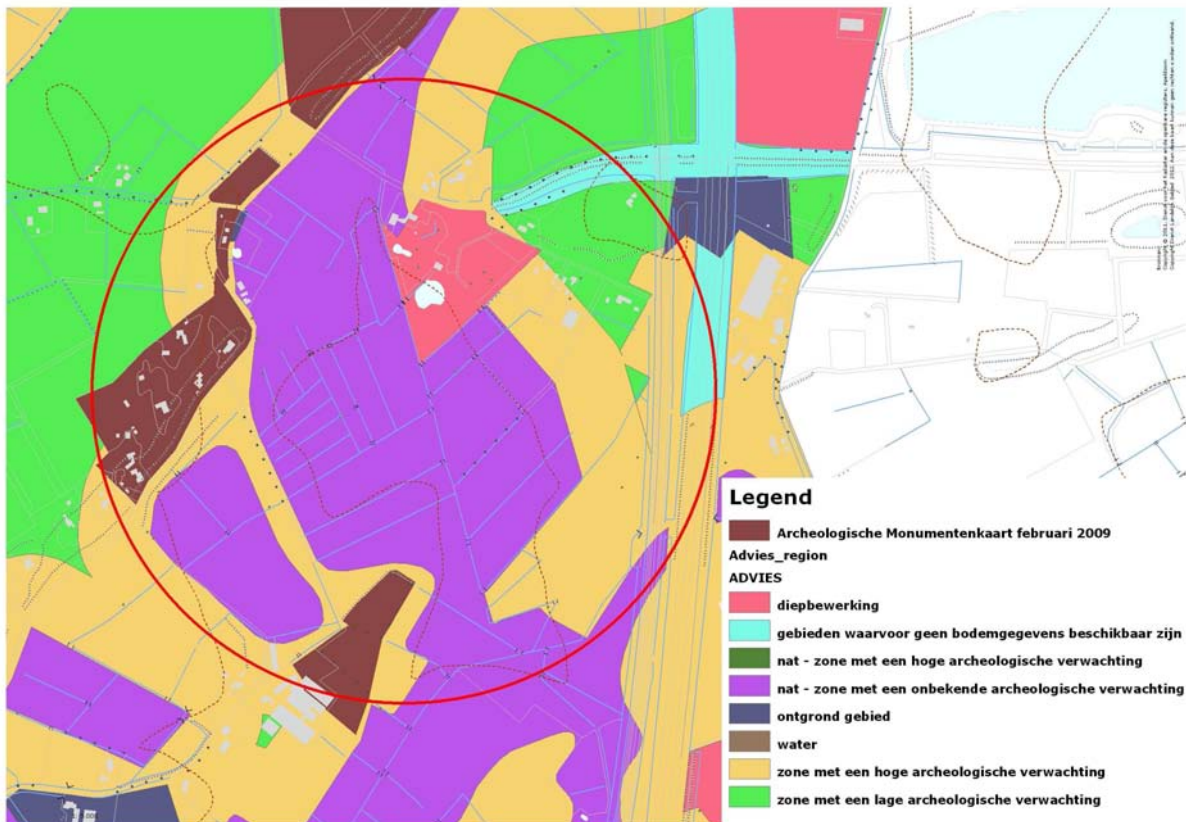 Legend
Archeologische Monumentenkaart februari 2009
Advies_region
ADVIES
diepbewerking
gebieden waarvoor geen bodemgegevens beschikbaar zijn
nat - zone met een hoge archeologische verwachting
nat - zone met een onbekende archeologische verwachting
ontgrond gebied
water
zone met een hoge archeologische verwachting
zone met een lage archeologische verwachting